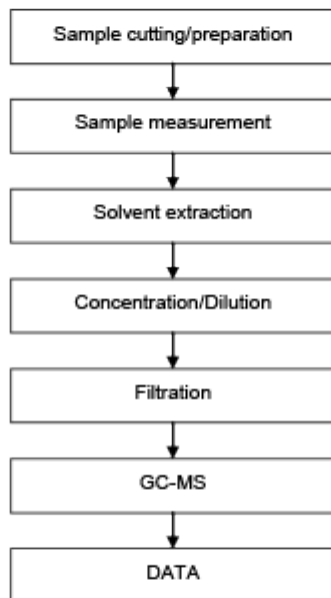 Sample cutting/preparation
Sample measurement
Solvent extraction
Concentration/Dilution
Filtration
GC-MS
DATA